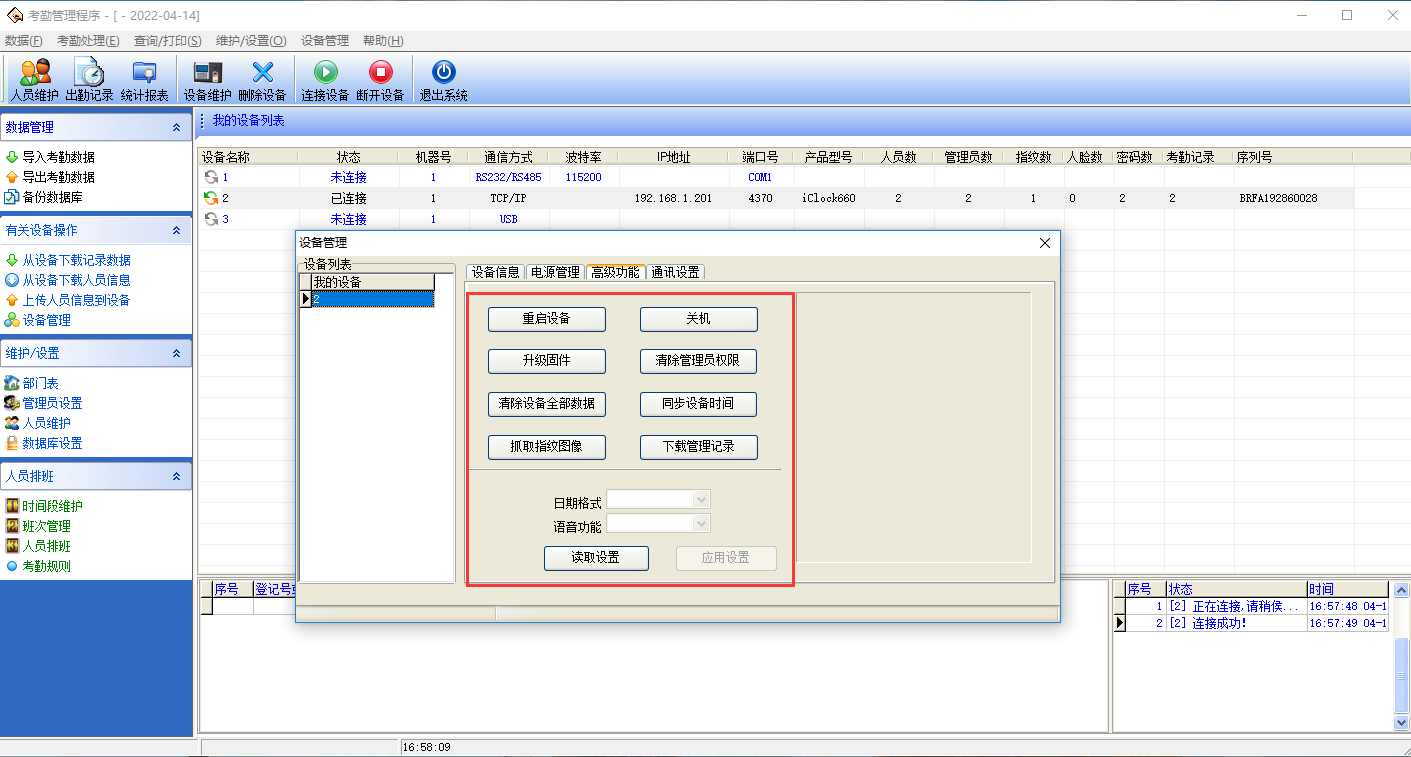 考勤管理程序 - [ - 2022-04-14]
数据(F) 考勤处理(E) 查询/打印(S) 维护/设置(O) 设备管理 帮助(H)
人员维护 出勤记录 统计报表 设备维护 删除设备 连接设备 断开设备 退出系统
数据管理
导入考勤数据
导出考勤数据
备份数据库
有关设备操作
从设备下载记录数据
从设备下载人员信息
上传人员信息到设备
设备管理
维护/设置
部门表
管理员设置
人员维护
数据库设置
人员排班
时间段维护
班次管理
人员排班
考勤规则
我的设备列表
设备名称 状态 机器号 通信方式 波特率 IP地址 端口号 产品型号 人员数 管理员数 指纹数 人脸数 密码数 考勤记录 序列号
1 未连接 1 RS232/RS485 115200 COM1
2 已连接 1 TCP/IP 192.168.1.201 4370 iClock660 2 2 1 0 2 2 BRFA192860028
3 未连接 1 USB
设备管理
设备列表
我的设备
2
设备信息 电源管理 高级功能 通讯设置
重启设备 关机
升级固件 清除管理员权限
清除设备全部数据 同步设备时间
抓取指纹图像 下载管理记录
日期格式
语音功能
读取设置 应用设置
序号 登记号
序号 状态 时间
1 [2] 正在连接,请稍侯... 16:57:48 04-1
2 [2] 连接成功! 16:57:49 04-1
16:58:09